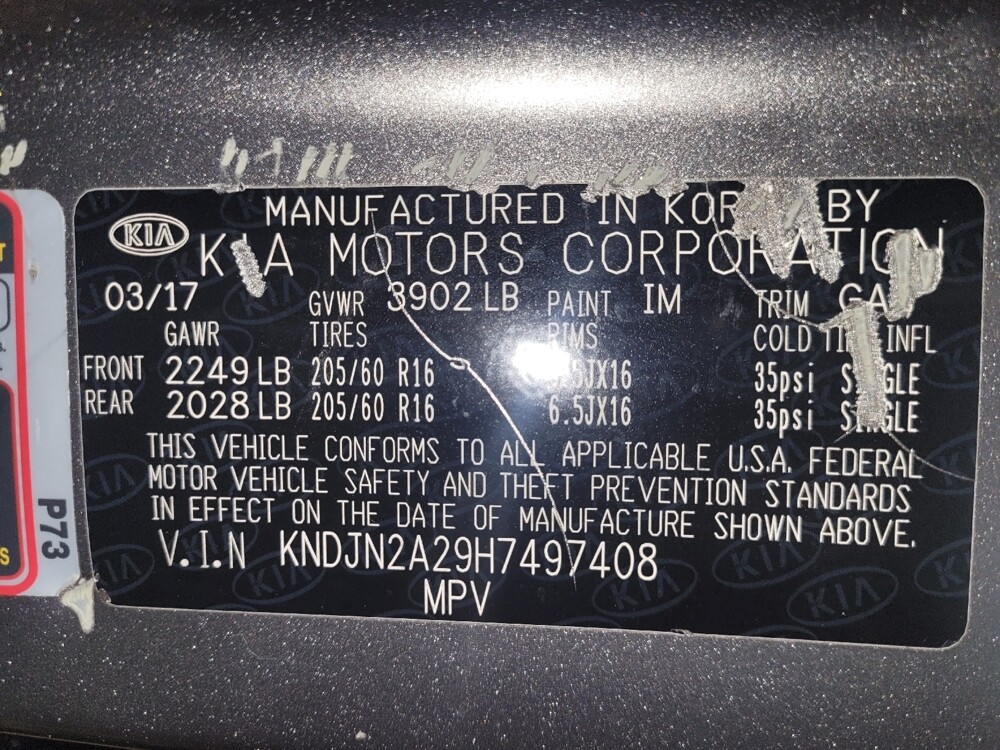 KIA
MANUFACTURED IN BY
MOTORS CORPORATION
03/17 GVWR 3902 LB PAINT IM TRIM
GAWR TIRES RIMS COLD INFL
FRONT 2249 LB 205/60 R16 35psi SINGLE
REAR 2028 LB 205/60 R16 6.5JX16 35psi SINGLE
THIS VEHICLE CONFORMS TO ALL APPLICABLE U.S.A. FEDERAL
MOTOR VEHICLE SAFETY AND THEFT PREVENTION STANDARDS
IN EFFECT ON THE DATE OF MANUFACTURE SHOWN ABOVE.
V.I.N KNDJN2A29H7497408
MPV
P73